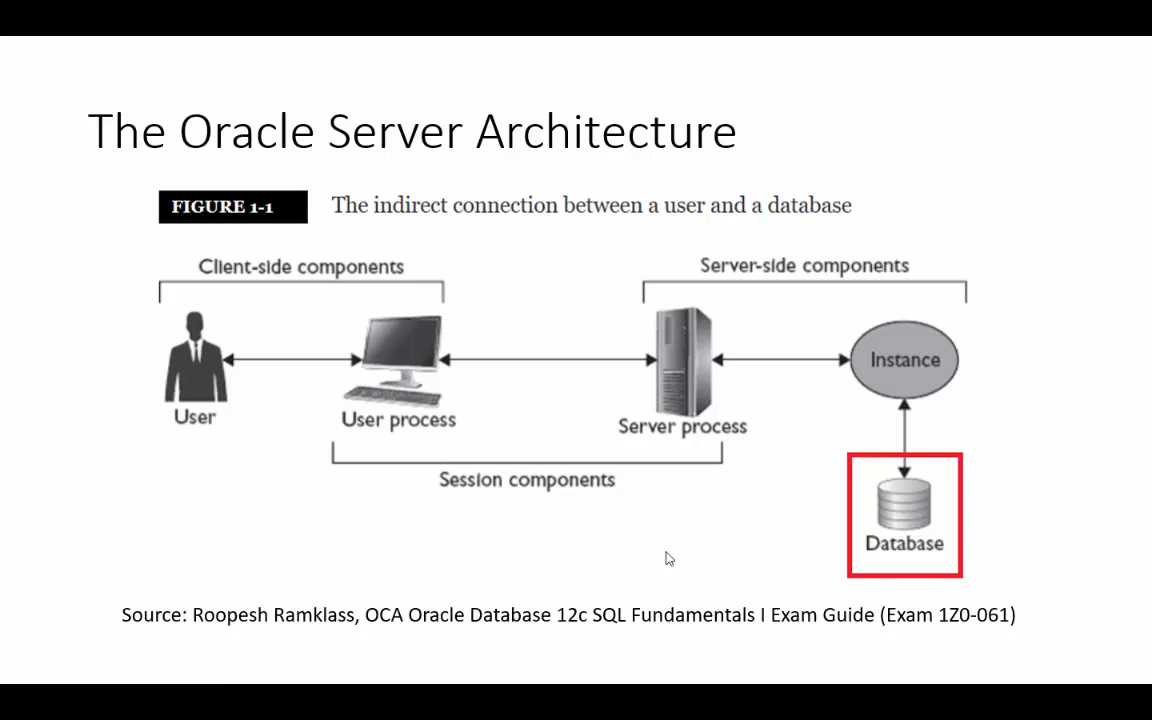 The Oracle Server Architecture
FIGURE 1-1 The indirect connection between a user and a database
Client-side components
Server-side components
Instance
User
User process
Server process
Session components
Database
Source: Roopesh Ramklass, OCA Oracle Database 12c SQL Fundamentals I Exam Guide (Exam 1Z0-061)